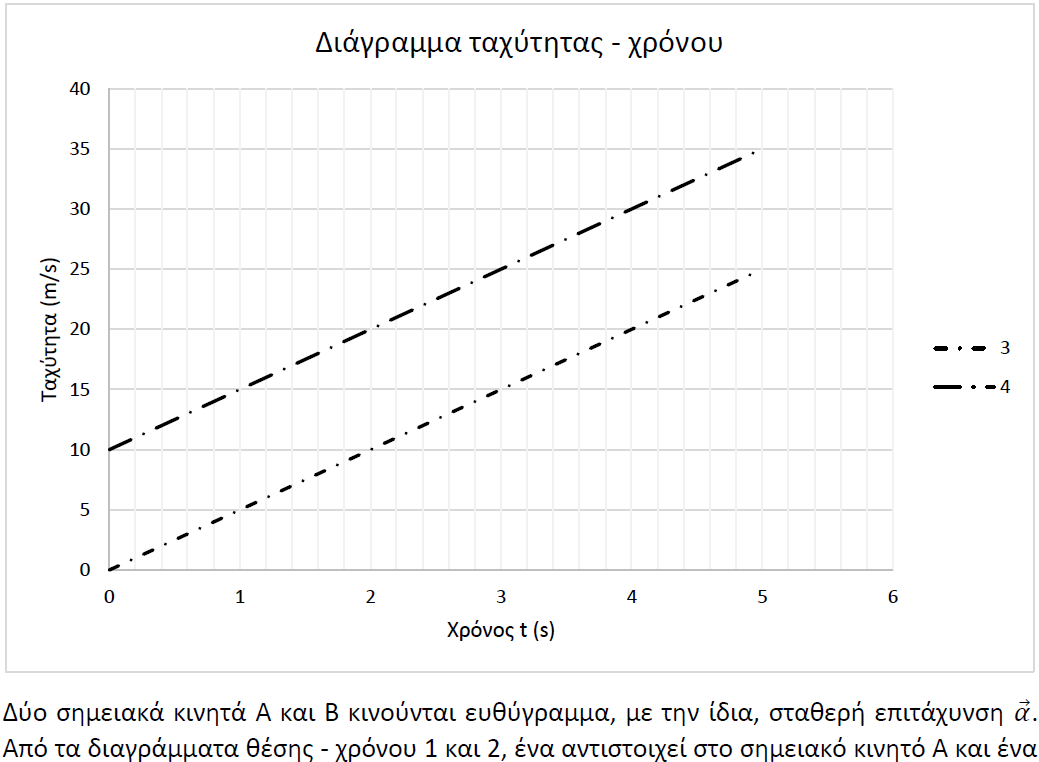 Διάγραμμα ταχύτητας - χρόνου
40
35
30
25
20
15
10
5
0
Ταχύτητα (m/s)
0 1 2 3 4 5 6
Χρόνος t (s)
3
4
Δύο σημειακά κινητά Α και Β κινούνται ευθύγραμμα, με την ίδια, σταθερή επιτάχυνση α⃗.
Από τα διαγράμματα θέσης - χρόνου 1 και 2, ένα αντιστοιχεί στο σημειακό κινητό Α και ένα